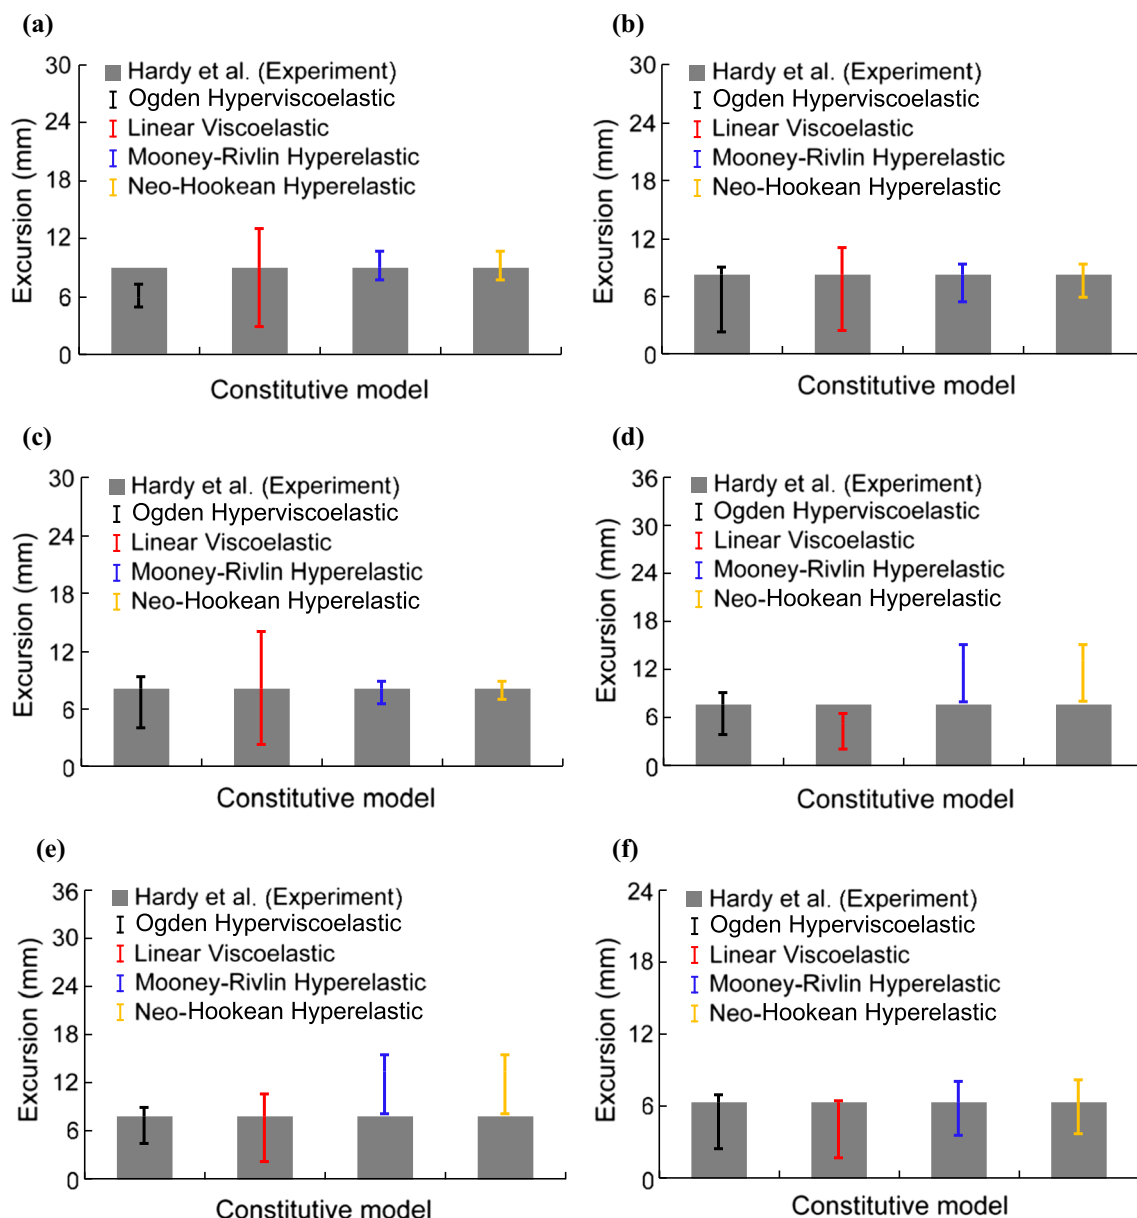 (a)
30
24
18
12
6
0
Excursion (mm)
Hardy et al. (Experiment)
Ogden Hyperviscoelastic
Linear Viscoelastic
Mooney-Rivlin Hyperelastic
Neo-Hookean Hyperelastic
Constitutive model
(b)
30
24
18
12
6
0
Excursion (mm)
Hardy et al. (Experiment)
Ogden Hyperviscoelastic
Linear Viscoelastic
Mooney-Rivlin Hyperelastic
Neo-Hookean Hyperelastic
Constitutive model
(c)
30
24
18
12
6
0
Excursion (mm)
Hardy et al. (Experiment)
Ogden Hyperviscoelastic
Linear Viscoelastic
Mooney-Rivlin Hyperelastic
Neo-Hookean Hyperelastic
Constitutive model
(d)
36
30
24
18
12
6
0
Excursion (mm)
Hardy et al. (Experiment)
Ogden Hyperviscoelastic
Linear Viscoelastic
Mooney-Rivlin Hyperelastic
Neo-Hookean Hyperelastic
Constitutive model
(e)
36
30
24
18
12
6
0
Excursion (mm)
Hardy et al. (Experiment)
Ogden Hyperviscoelastic
Linear Viscoelastic
Mooney-Rivlin Hyperelastic
Neo-Hookean Hyperelastic
Constitutive model
(f)
24
18
12
6
0
Excursion (mm)
Hardy et al. (Experiment)
Ogden Hyperviscoelastic
Linear Viscoelastic
Mooney-Rivlin Hyperelastic
Neo-Hookean Hyperelastic
Constitutive model